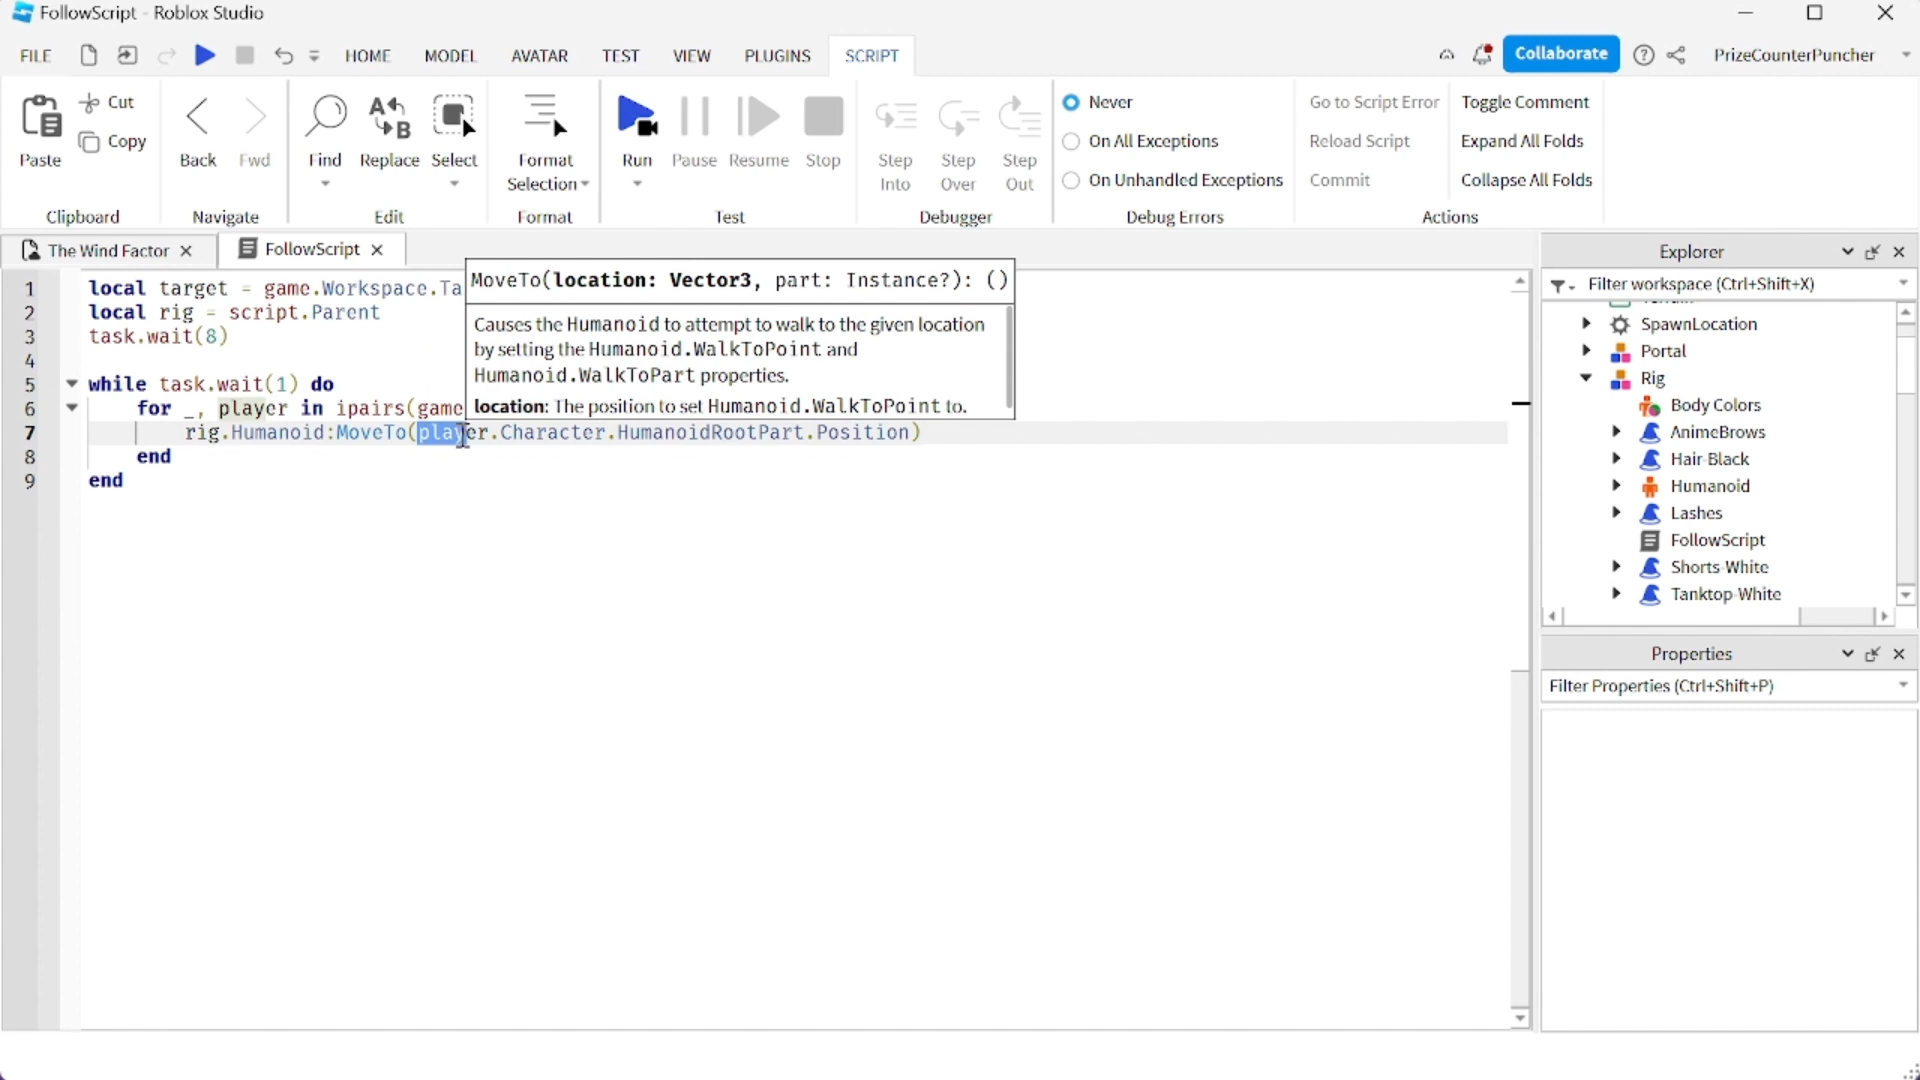 FollowScript - Roblox Studio
FILE HOME MODEL AVATAR TEST VIEW PLUGINS SCRIPT Collaborate PrizeCounterPuncher
Paste Cut Copy
Clipboard
Back Fwd
Navigate
Find Replace Select
Edit
Format Selection
Format
Run Pause Resume Stop
Test
Step Into Step Over Step Out
Debugger
Never
On All Exceptions
On Unhandled Exceptions
Debug Errors
Go to Script Error Toggle Comment
Reload Script Expand All Folds
Commit Collapse All Folds
Actions
The Wind Factor FollowScript
1 local target = game.Workspace.Ta
2 local rig = script.Parent
3 task.wait(8)
4
5 while task.wait(1) do
6 for _, player in ipairs(game
7 rig.Humanoid:MoveTo(player.Character.HumanoidRootPart.Position)
8 end
9 end
MoveTo(location: Vector3, part: Instance?): ()
Causes the Humanoid to attempt to walk to the given location
by setting the Humanoid.WalkToPoint and
Humanoid.WalkToPart properties.
location: The position to set Humanoid.WalkToPoint to.
Explorer
Filter workspace (Ctrl+Shift+X)
SpawnLocation
Portal
Rig
Body Colors
AnimeBrows
Hair-Black
Humanoid
Lashes
FollowScript
Shorts-White
Tanktop-White
Properties
Filter Properties (Ctrl+Shift+P)